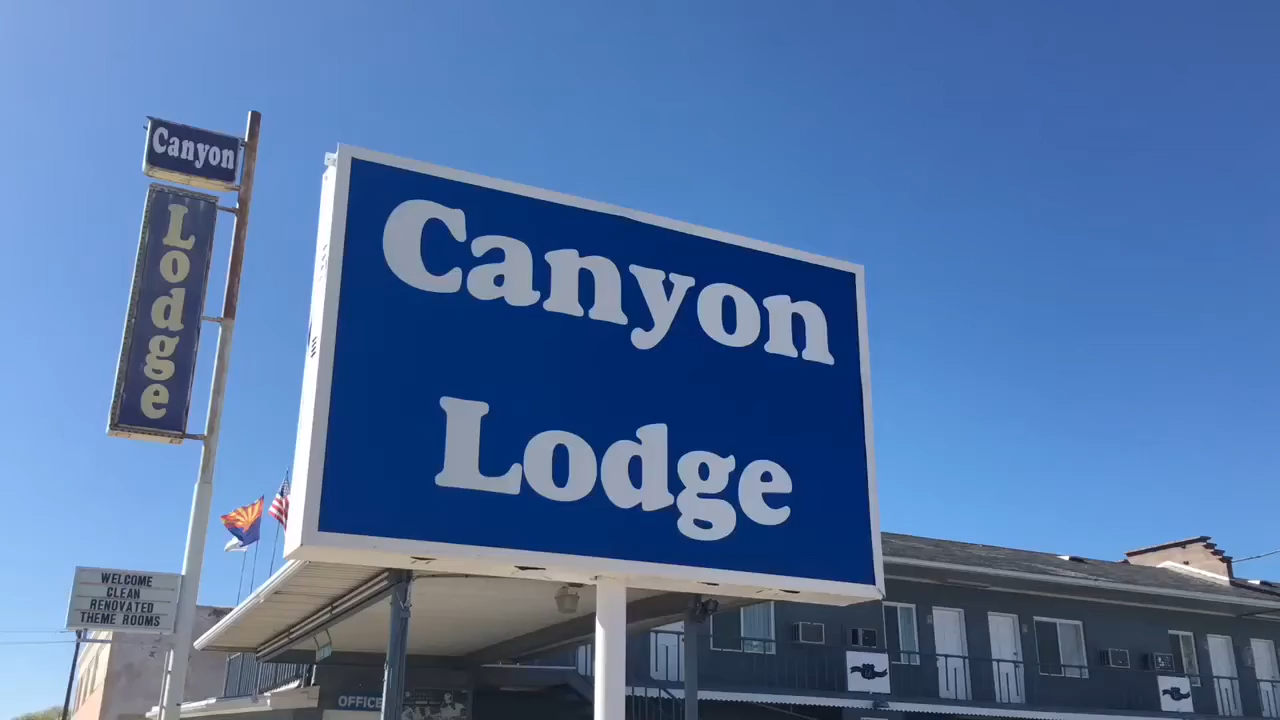 Canyon
Lodge
Canyon
Lodge
WELCOME
CLEAN
RENOVATED
THEME ROOMS
OFFICE